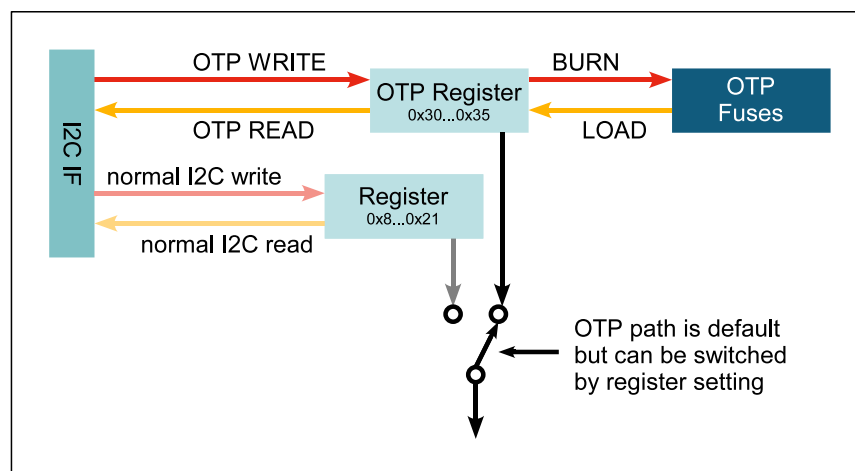 OTP WRITE
BURN
OTP Register
0x30...0x35
OTP
Fuses
OTP READ
LOAD
I2C IF
normal I2C write
Register
0x8...0x21
normal I2C read
OTP path is default
but can be switched
by register setting